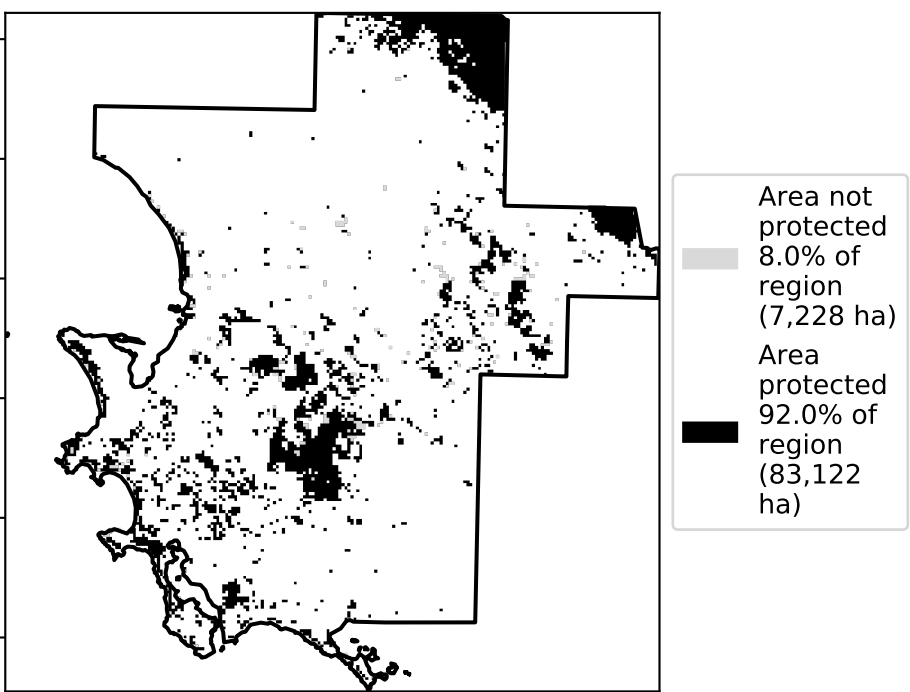 Area not
protected
8.0% of
region
(7,228 ha)
Area
protected
92.0% of
region
(83,122
ha)